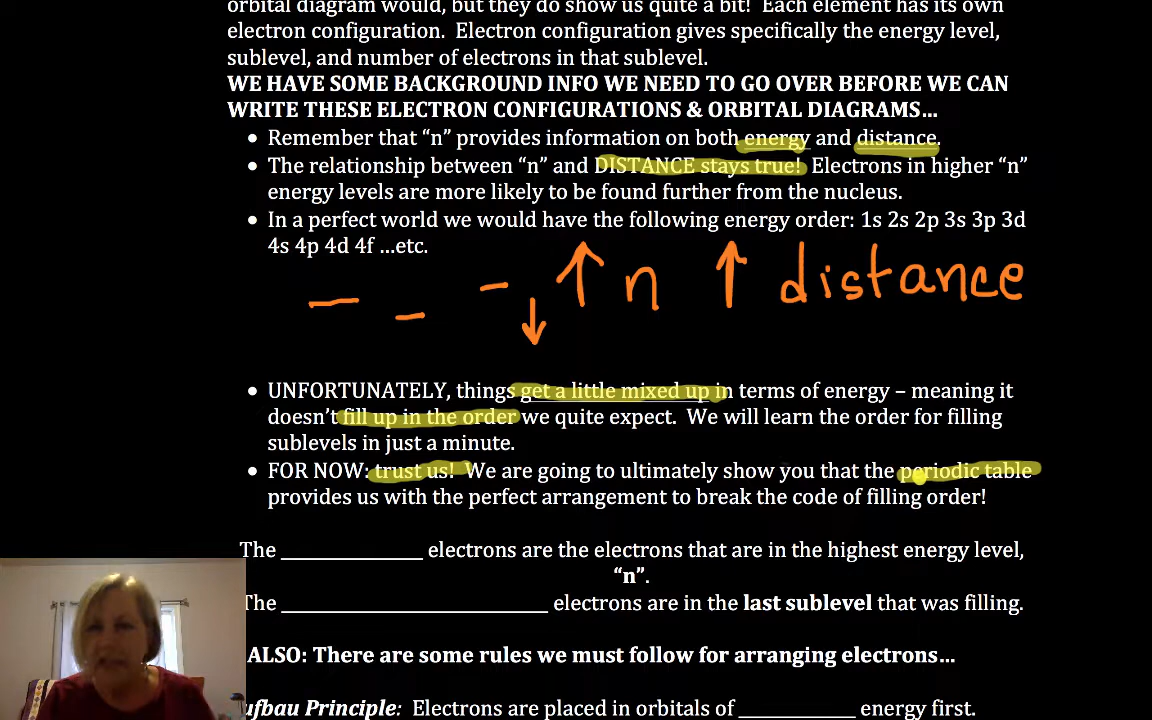 orbital diagram would, but they do show us quite a bit! Each element has its own
electron configuration. Electron configuration gives specifically the energy level,
sublevel, and number of electrons in that sublevel.
WE HAVE SOME BACKGROUND INFO WE NEED TO GO OVER BEFORE WE CAN
WRITE THESE ELECTRON CONFIGURATIONS & ORBITAL DIAGRAMS…
• Remember that “n” provides information on both energy and distance.
• The relationship between “n” and DISTANCE stays true! Electrons in higher “n”
energy levels are more likely to be found further from the nucleus.
• In a perfect world we would have the following energy order: 1s 2s 2p 3s 3p 3d
4s 4p 4d 4f …etc.
↑ n ↑ distance
• UNFORTUNATELY, things get a little mixed up in terms of energy – meaning it
doesn’t fill up in the order we quite expect. We will learn the order for filling
sublevels in just a minute.
• FOR NOW: trust us! We are going to ultimately show you that the periodic table
provides us with the perfect arrangement to break the code of filling order!
The ______________ electrons are the electrons that are in the highest energy level,
“n”.
The __________________________ electrons are in the last sublevel that was filling.
ALSO: There are some rules we must follow for arranging electrons…
ufbau Principle: Electrons are placed in orbitals of ____________ energy first.